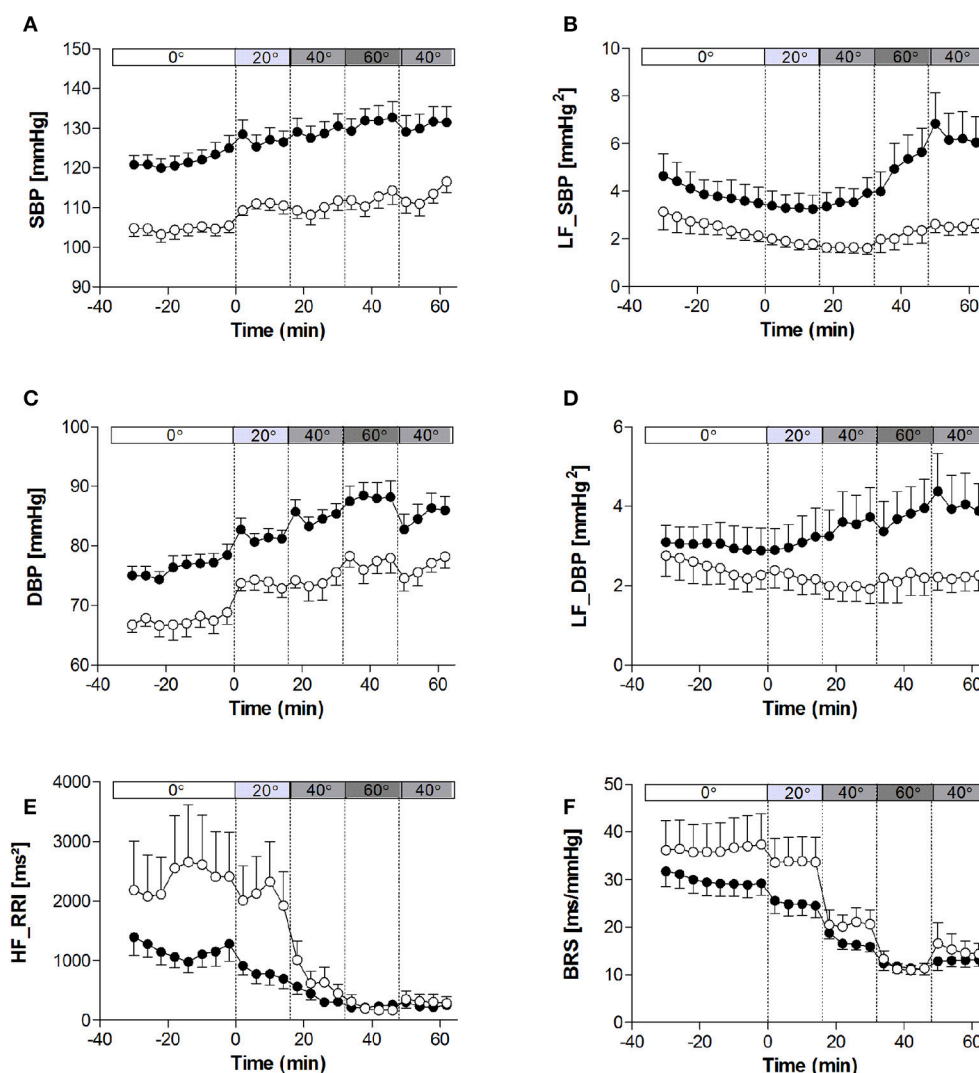 A
B
150
140
130
120
110
100
90
SBP [mmHg]
0° 20° 40° 60° 40°
-40 -20 0 20 40 60
Time (min)
10
8
6
4
2
0
LF_SBP [mmHg²]
0° 20° 40° 60° 40°
-40 -20 0 20 40 60
Time (min)
C
D
100
90
80
70
60
DBP [mmHg]
0° 20° 40° 60° 40°
-40 -20 0 20 40 60
Time (min)
6
4
2
0
LF_DBP [mmHg²]
0° 20° 40° 60° 40°
-40 -20 0 20 40 60
Time (min)
E
4000
3000
2000
1000
0
HF_RRI [ms²]
0° 20° 40° 60° 40°
-40 -20 0 20 40 60
Time (min)
F
50
40
30
20
10
0
BRS [ms/mmHg]
0° 20° 40° 60° 40°
-40 -20 0 20 40 60
Time (min)